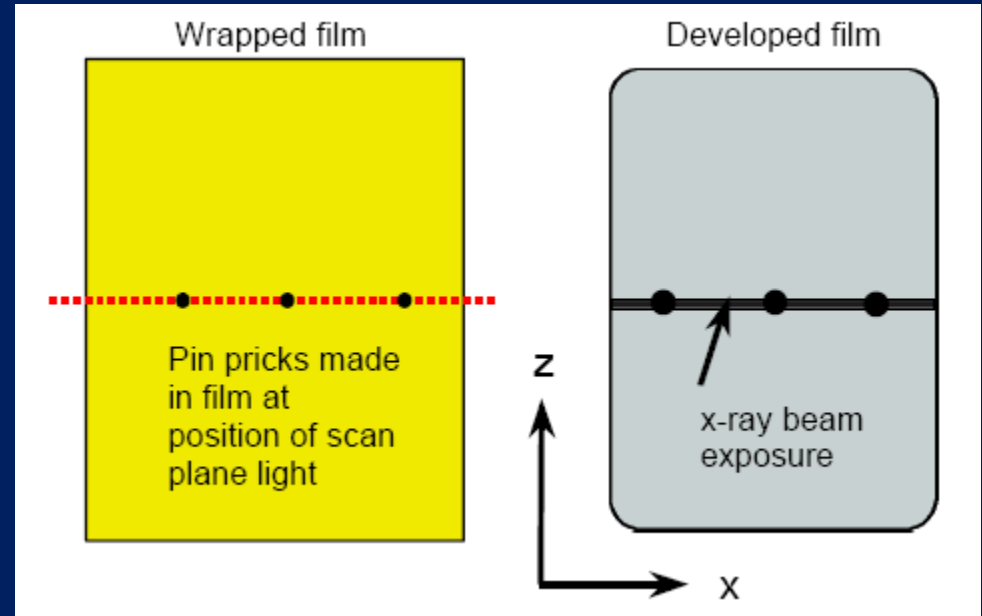 Wrapped film
Developed film
Pin pricks made
in film at
position of scan
plane light
z
x-ray beam
exposure
x